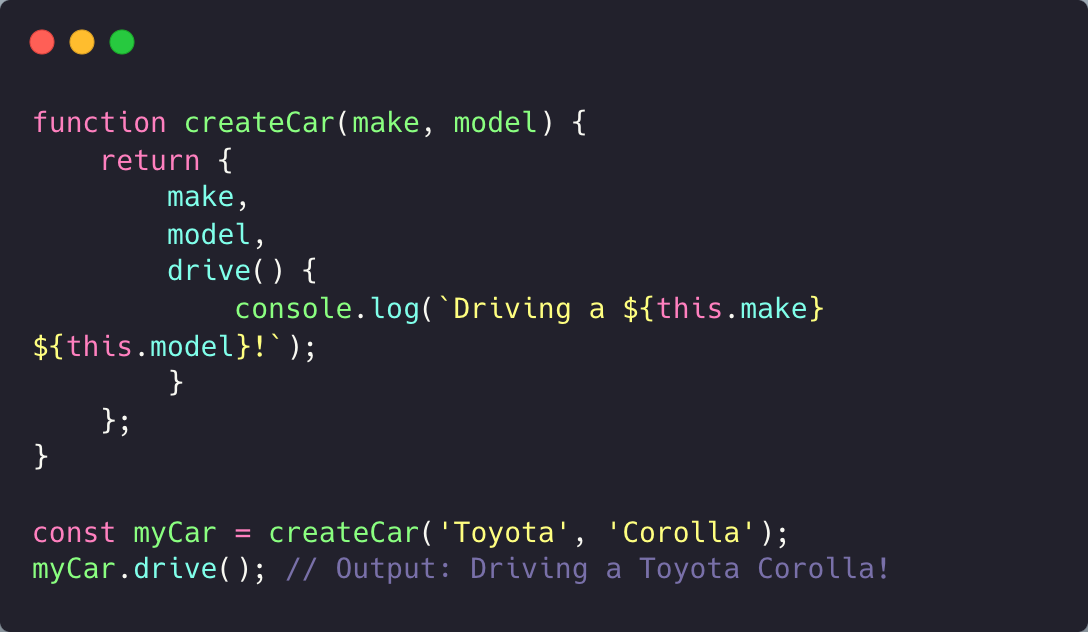 function createCar(make, model) {
    return {
        make,
        model,
        drive() {
            console.log(`Driving a ${this.make}
${this.model}!`);
        }
    };
}

const myCar = createCar('Toyota', 'Corolla');
myCar.drive(); // Output: Driving a Toyota Corolla!